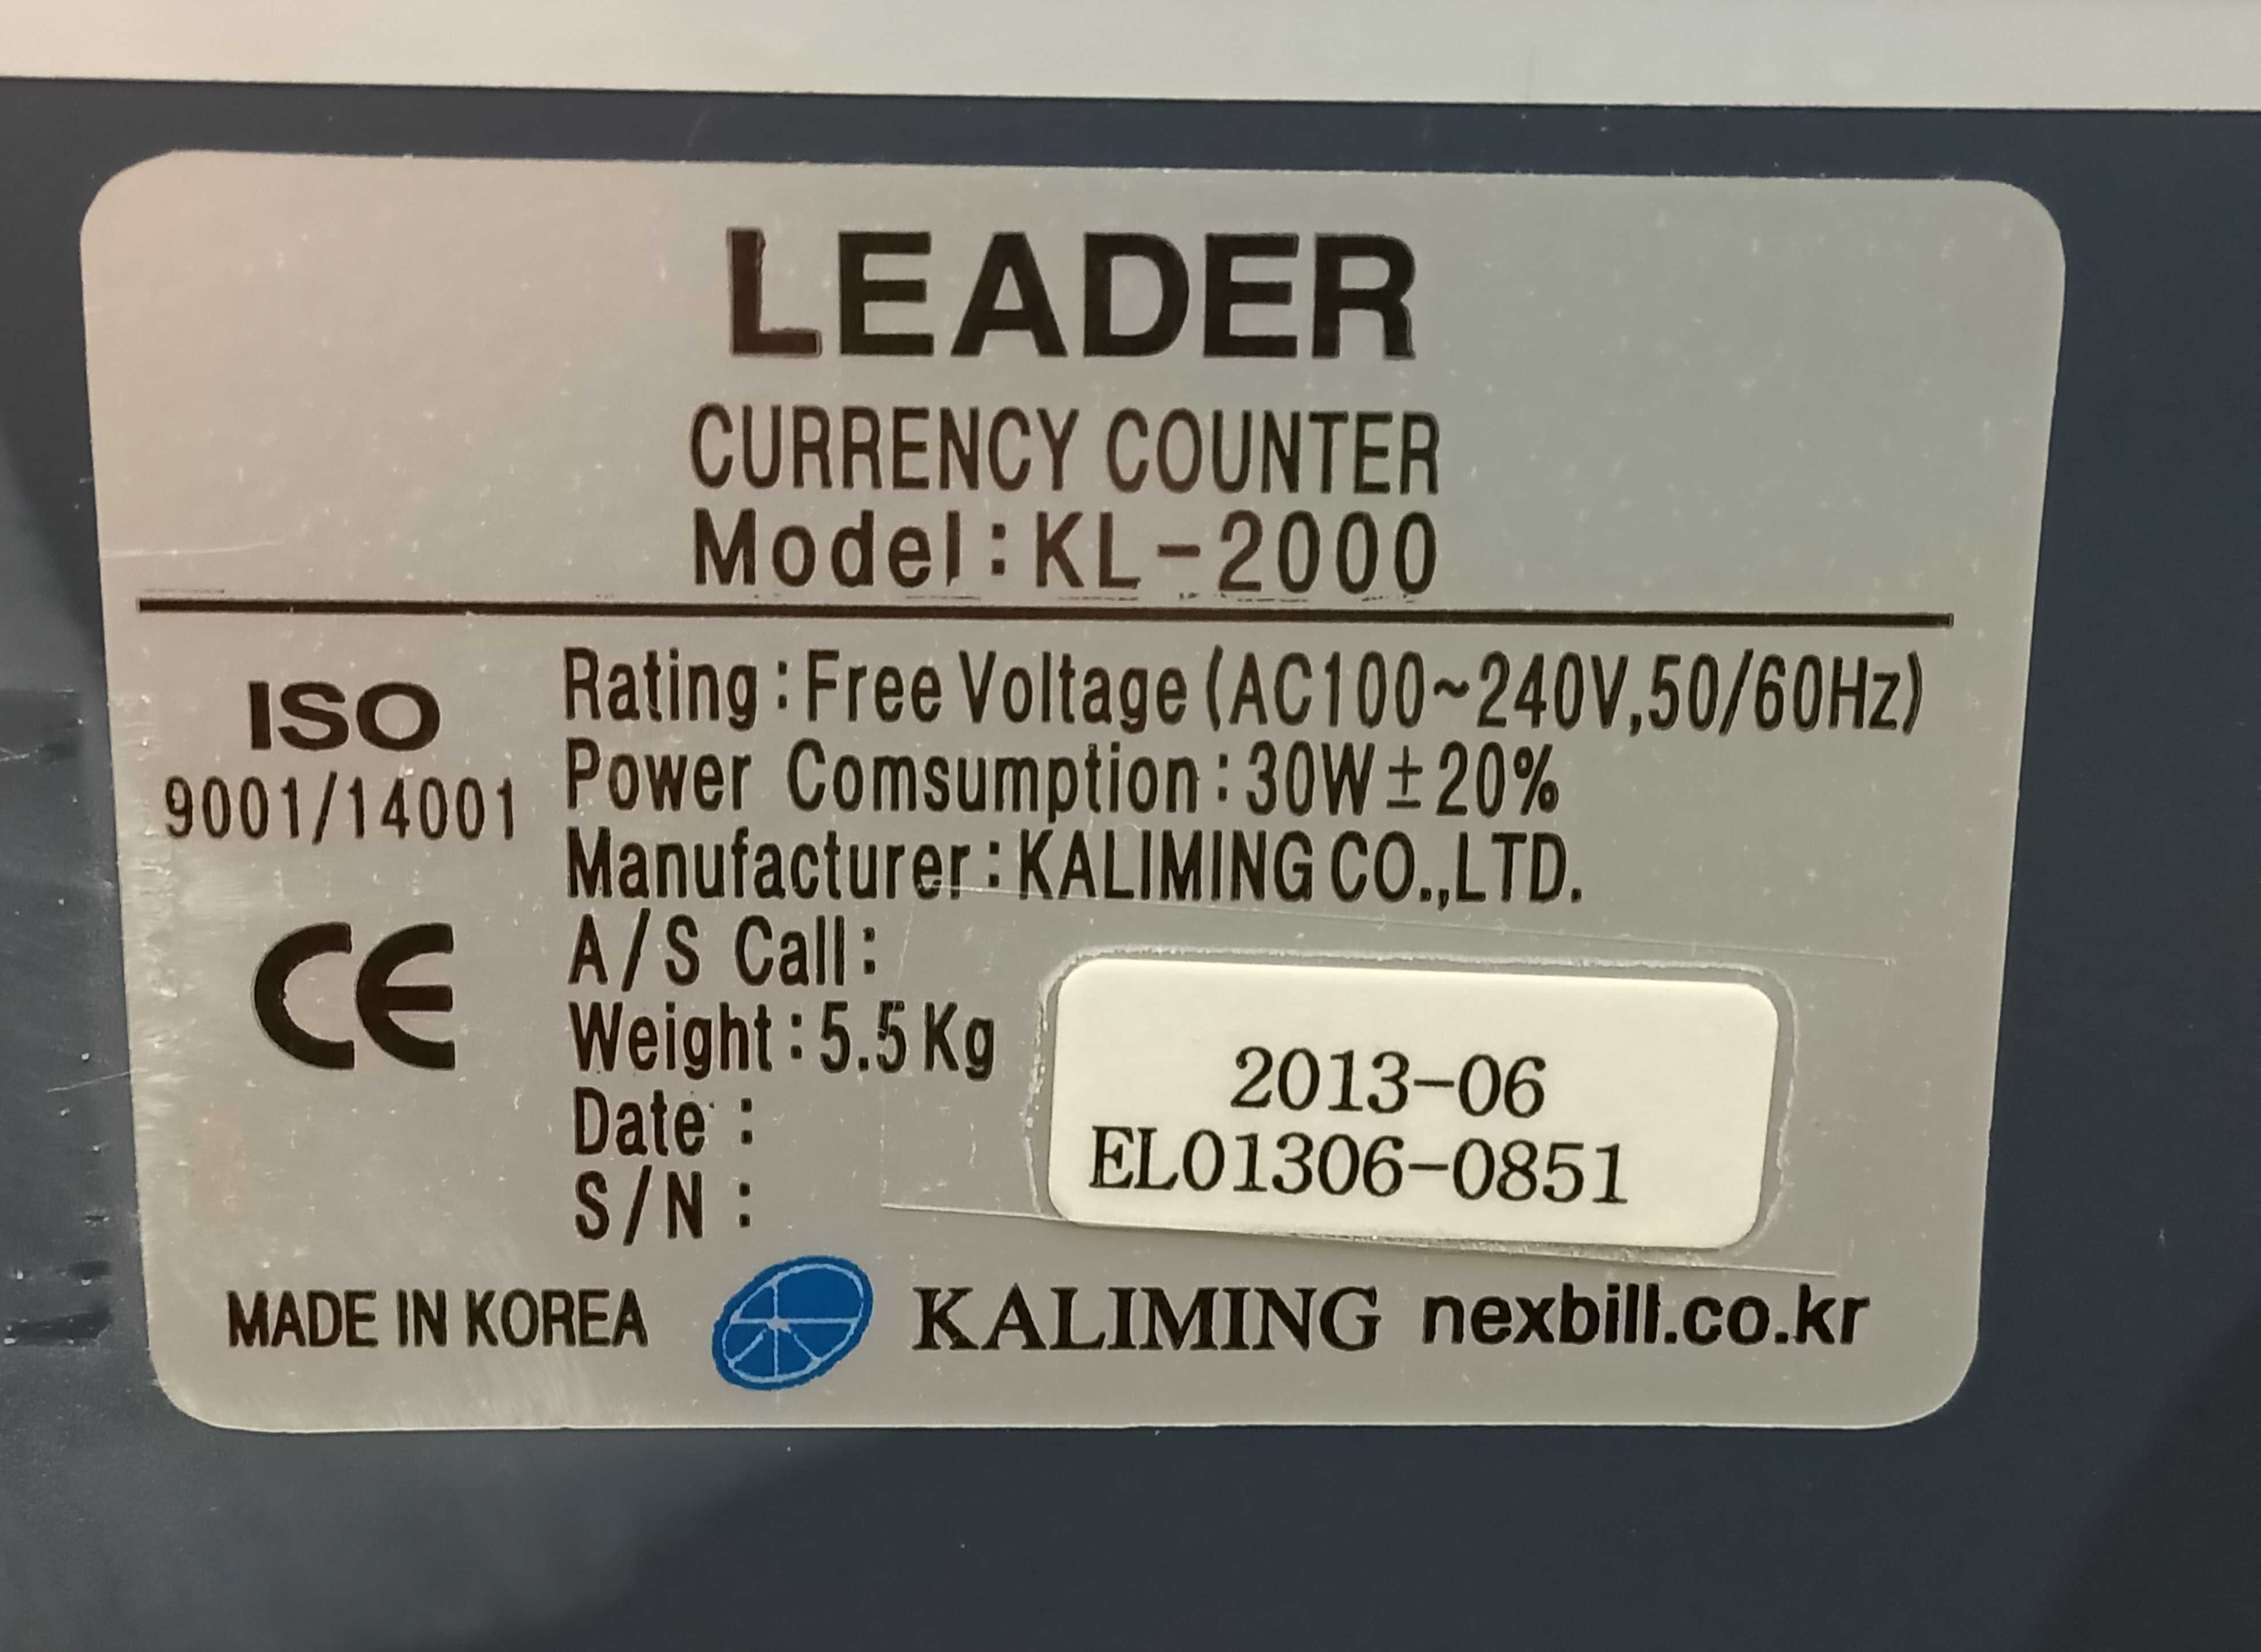 LEADER
CURRENCY COUNTER
Model : KL-2000
ISO
9001/14001
CE
Rating : Free Voltage (AC100~240V,50/60Hz)
Power Comsumption : 30W±20%
Manufacturer : KALIMING CO.,LTD.
A/S Call :
Weight : 5.5 Kg
Date :
S/N :
2013-06
EL01306-0851
MADE IN KOREA
KALIMING nexbill.co.kr